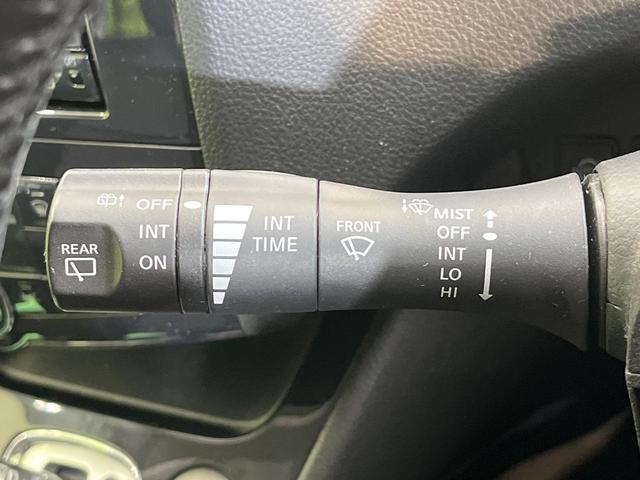 REAR
OFF
INT
ON
INT
TIME
FRONT
MIST
OFF
INT
LO
HI